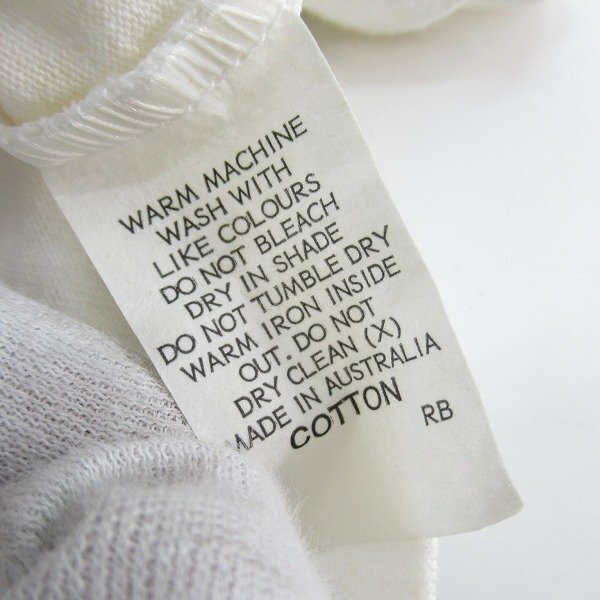 WARM MACHINE
WASH WITH
LIKE COLOURS
DO NOT BLEACH
DRY IN SHADE
DO NOT TUMBLE DRY
WARM IRON INSIDE
OUT. DO NOT
DRY CLEAN (X)
MADE IN AUSTRALIA
COTTON
RB